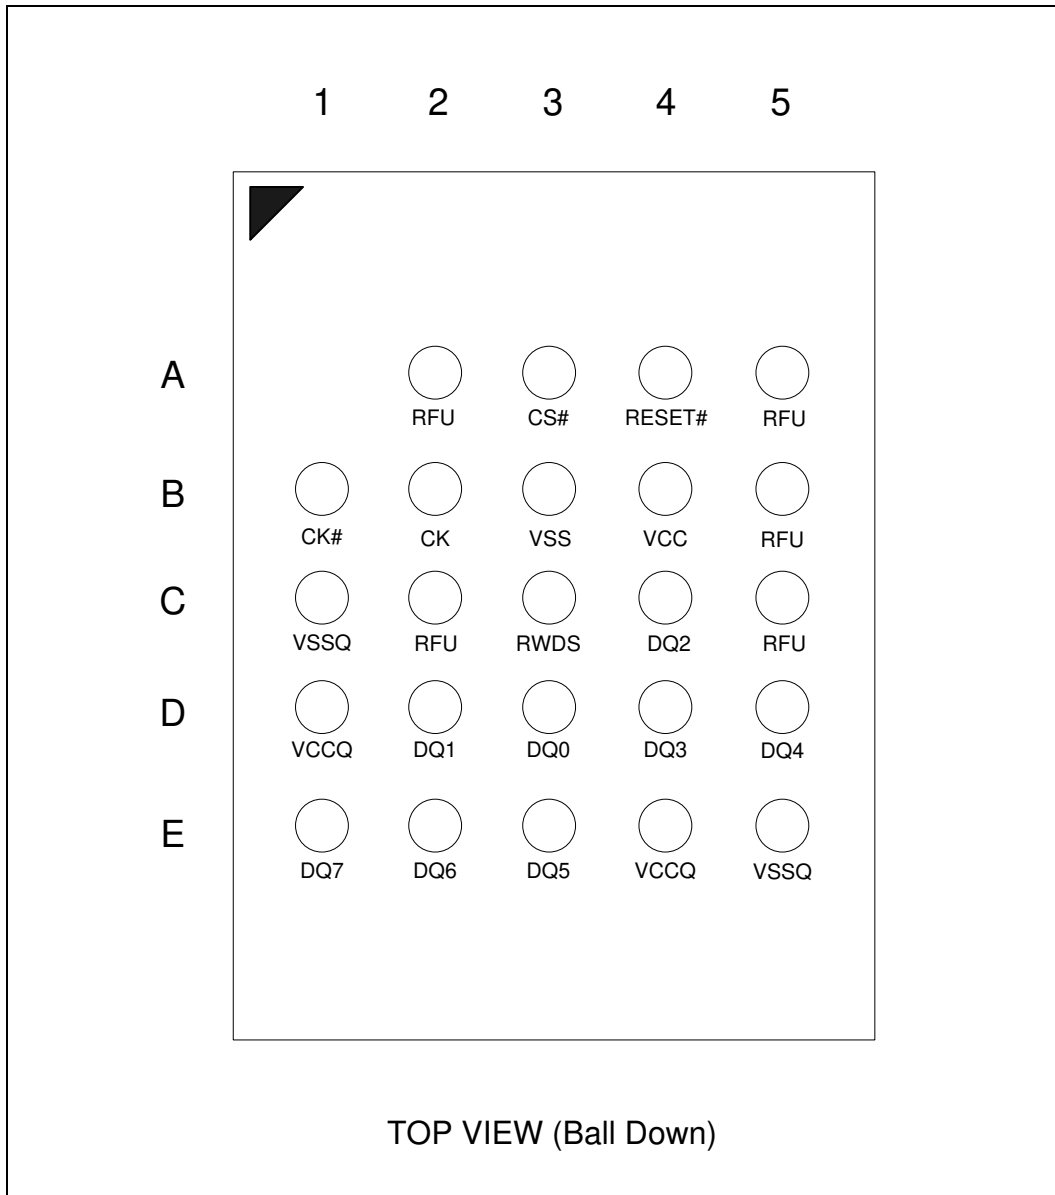 1 2 3 4 5
A
RFU CS# RESET# RFU
B
CK# CK VSS VCC RFU
C
VSSQ RFU RWDS DQ2 RFU
D
VCCQ DQ1 DQ0 DQ3 DQ4
E
DQ7 DQ6 DQ5 VCCQ VSSQ
TOP VIEW (Ball Down)